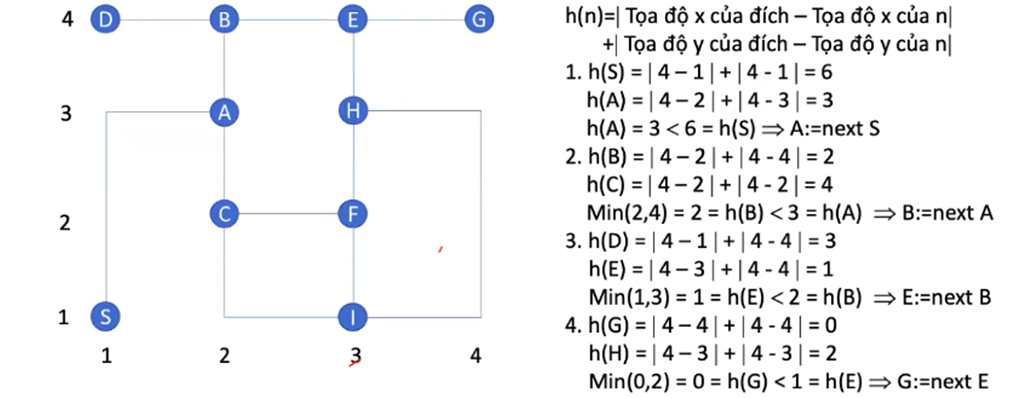 4 D B E G
3 A H
2 C F
1 S I
1 2 3 4
h(n)=| Tọa độ x của đích – Tọa độ x của n|
+| Tọa độ y của đích – Tọa độ y của n|
1. h(S) = | 4 – 1 | + | 4 - 1 | = 6
h(A) = | 4 – 2 | + | 4 - 3 | = 3
h(A) = 3 < 6 = h(S) ⟹ A:=next S
2. h(B) = | 4 – 2 | + | 4 - 4 | = 2
h(C) = | 4 – 2 | + | 4 - 2 | = 4
Min(2,4) = 2 = h(B) < 3 = h(A) ⟹ B:=next A
3. h(D) = | 4 – 1 | + | 4 - 4 | = 3
h(E) = | 4 – 3 | + | 4 - 4 | = 1
Min(1,3) = 1 = h(E) < 2 = h(B) ⟹ E:=next B
4. h(G) = | 4 – 4 | + | 4 - 4 | = 0
h(H) = | 4 – 3 | + | 4 - 3 | = 2
Min(0,2) = 0 = h(G) < 1 = h(E) ⟹ G:=next E